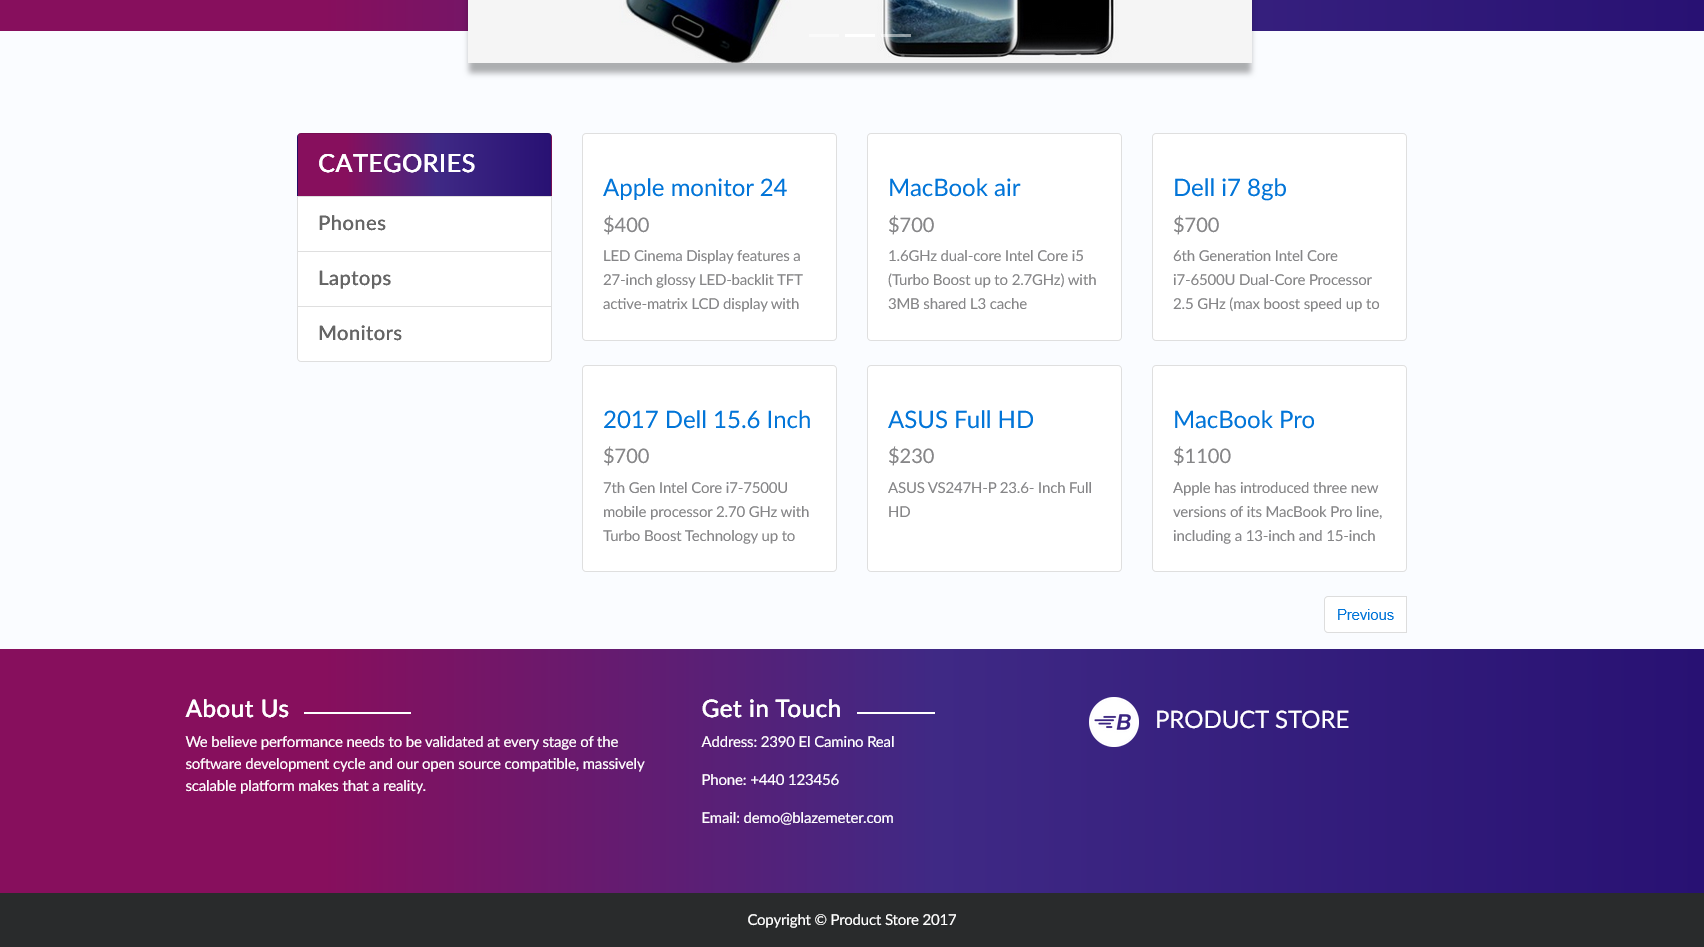 CATEGORIES
Phones
Laptops
Monitors
Apple monitor 24
$400
LED Cinema Display features a
27-inch glossy LED-backlit TFT
active-matrix LCD display with
MacBook air
$700
1.6GHz dual-core Intel Core i5
(Turbo Boost up to 2.7GHz) with
3MB shared L3 cache
Dell i7 8gb
$700
6th Generation Intel Core
i7-6500U Dual-Core Processor
2.5 GHz (max boost speed up to
2017 Dell 15.6 Inch
$700
7th Gen Intel Core i7-7500U
mobile processor 2.70 GHz with
Turbo Boost Technology up to
ASUS Full HD
$230
ASUS VS247H-P 23.6- Inch Full
HD
MacBook Pro
$1100
Apple has introduced three new
versions of its MacBook Pro line,
including a 13-inch and 15-inch
Previous
About Us
We believe performance needs to be validated at every stage of the
software development cycle and our open source compatible, massively
scalable platform makes that a reality.
Get in Touch
Address: 2390 El Camino Real
Phone: +440 123456
Email: demo@blazemeter.com
B PRODUCT STORE
Copyright © Product Store 2017